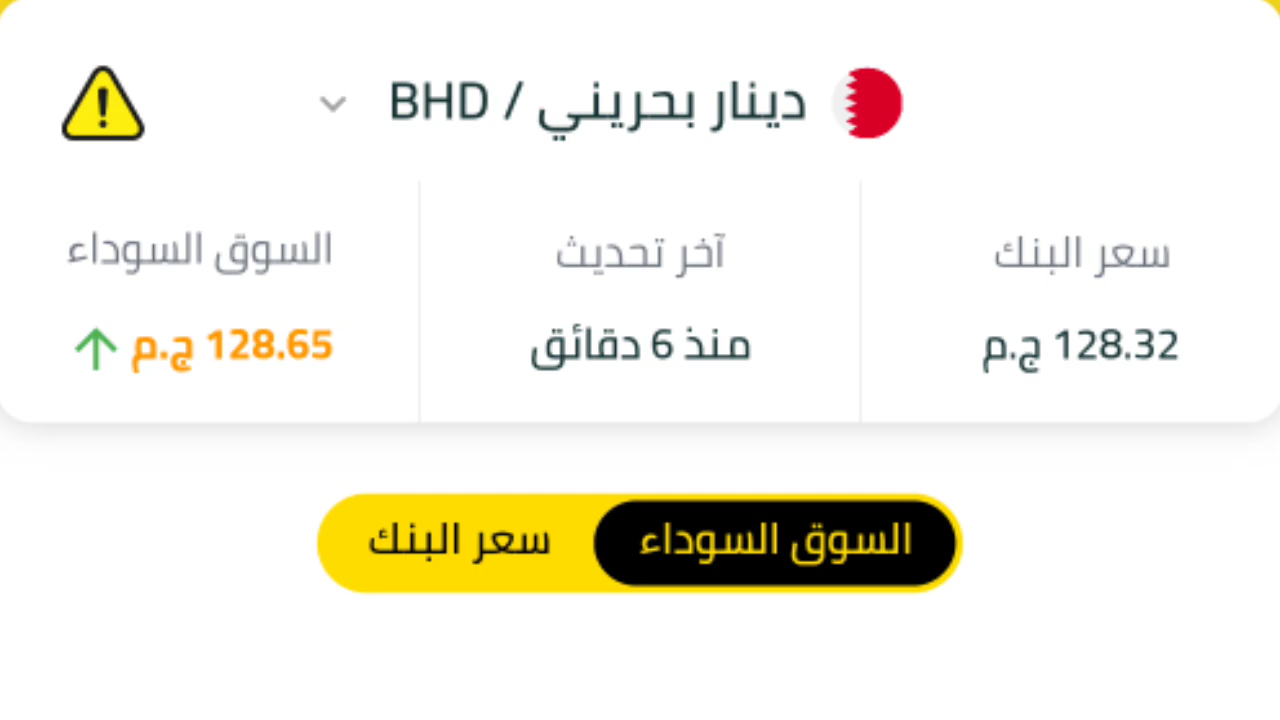 دينار بحريني / BHD
سعر البنك
آخر تحديث
السوق السوداء
128.32 ج.م
منذ 6 دقائق
128.65 ج.م
السوق السوداء
سعر البنك